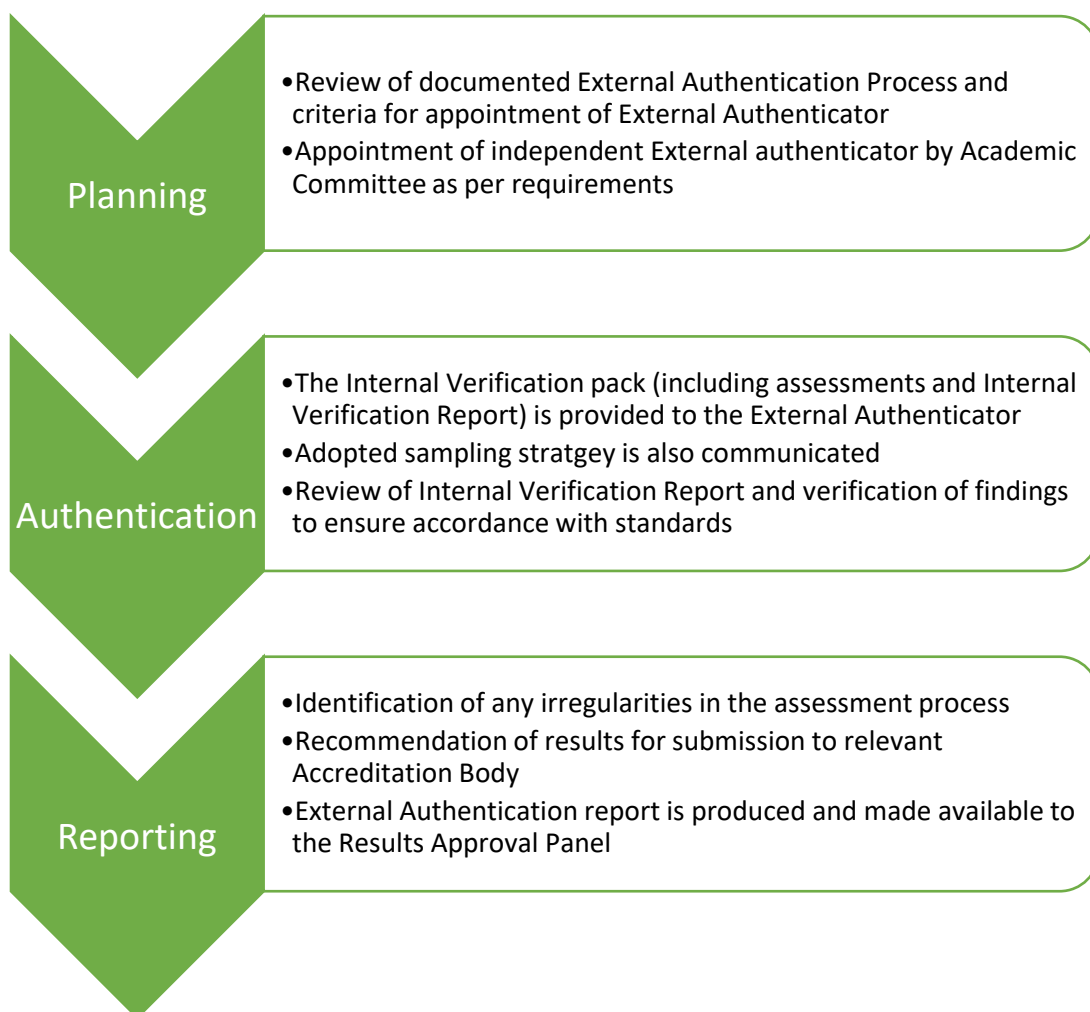 Planning
•Review of documented External Authentication Process and
criteria for appointment of External Authenticator
•Appointment of independent External authenticator by Academic
Committee as per requirements
Authentication
•The Internal Verification pack (including assessments and Internal
Verification Report) is provided to the External Authenticator
•Adopted sampling stratgey is also communicated
•Review of Internal Verification Report and verification of findings
to ensure accordance with standards
Reporting
•Identification of any irregularities in the assessment process
•Recommendation of results for submission to relevant
Accreditation Body
•External Authentication report is produced and made available to
the Results Approval Panel